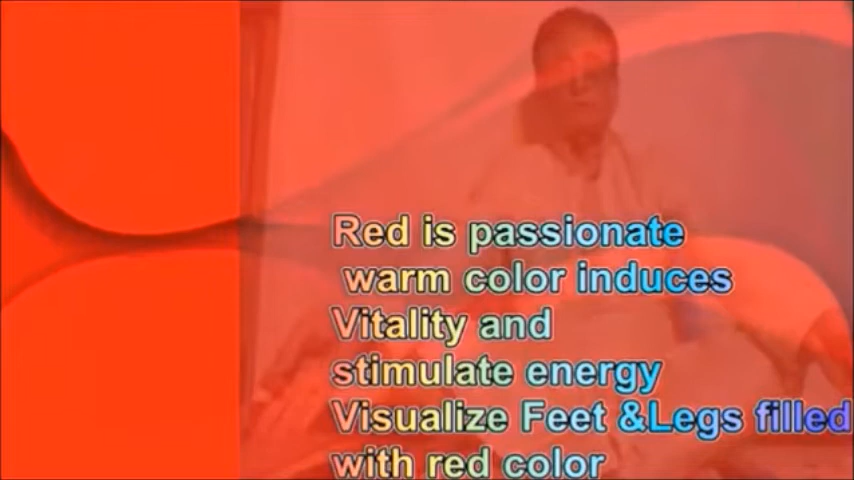 Red is passionate
warm color induces
Vitality and
stimulate energy
Visualize Feet &Legs filled
with red color